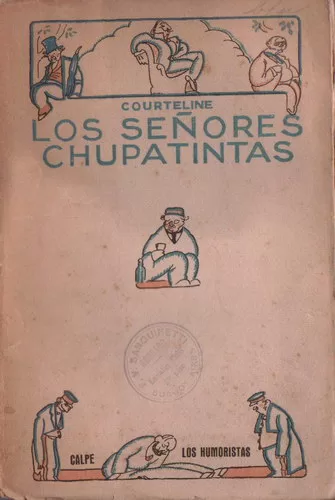 COURTELINE
LOS SEÑORES
CHUPATINTAS
CALPE
LOS HUMORISTAS